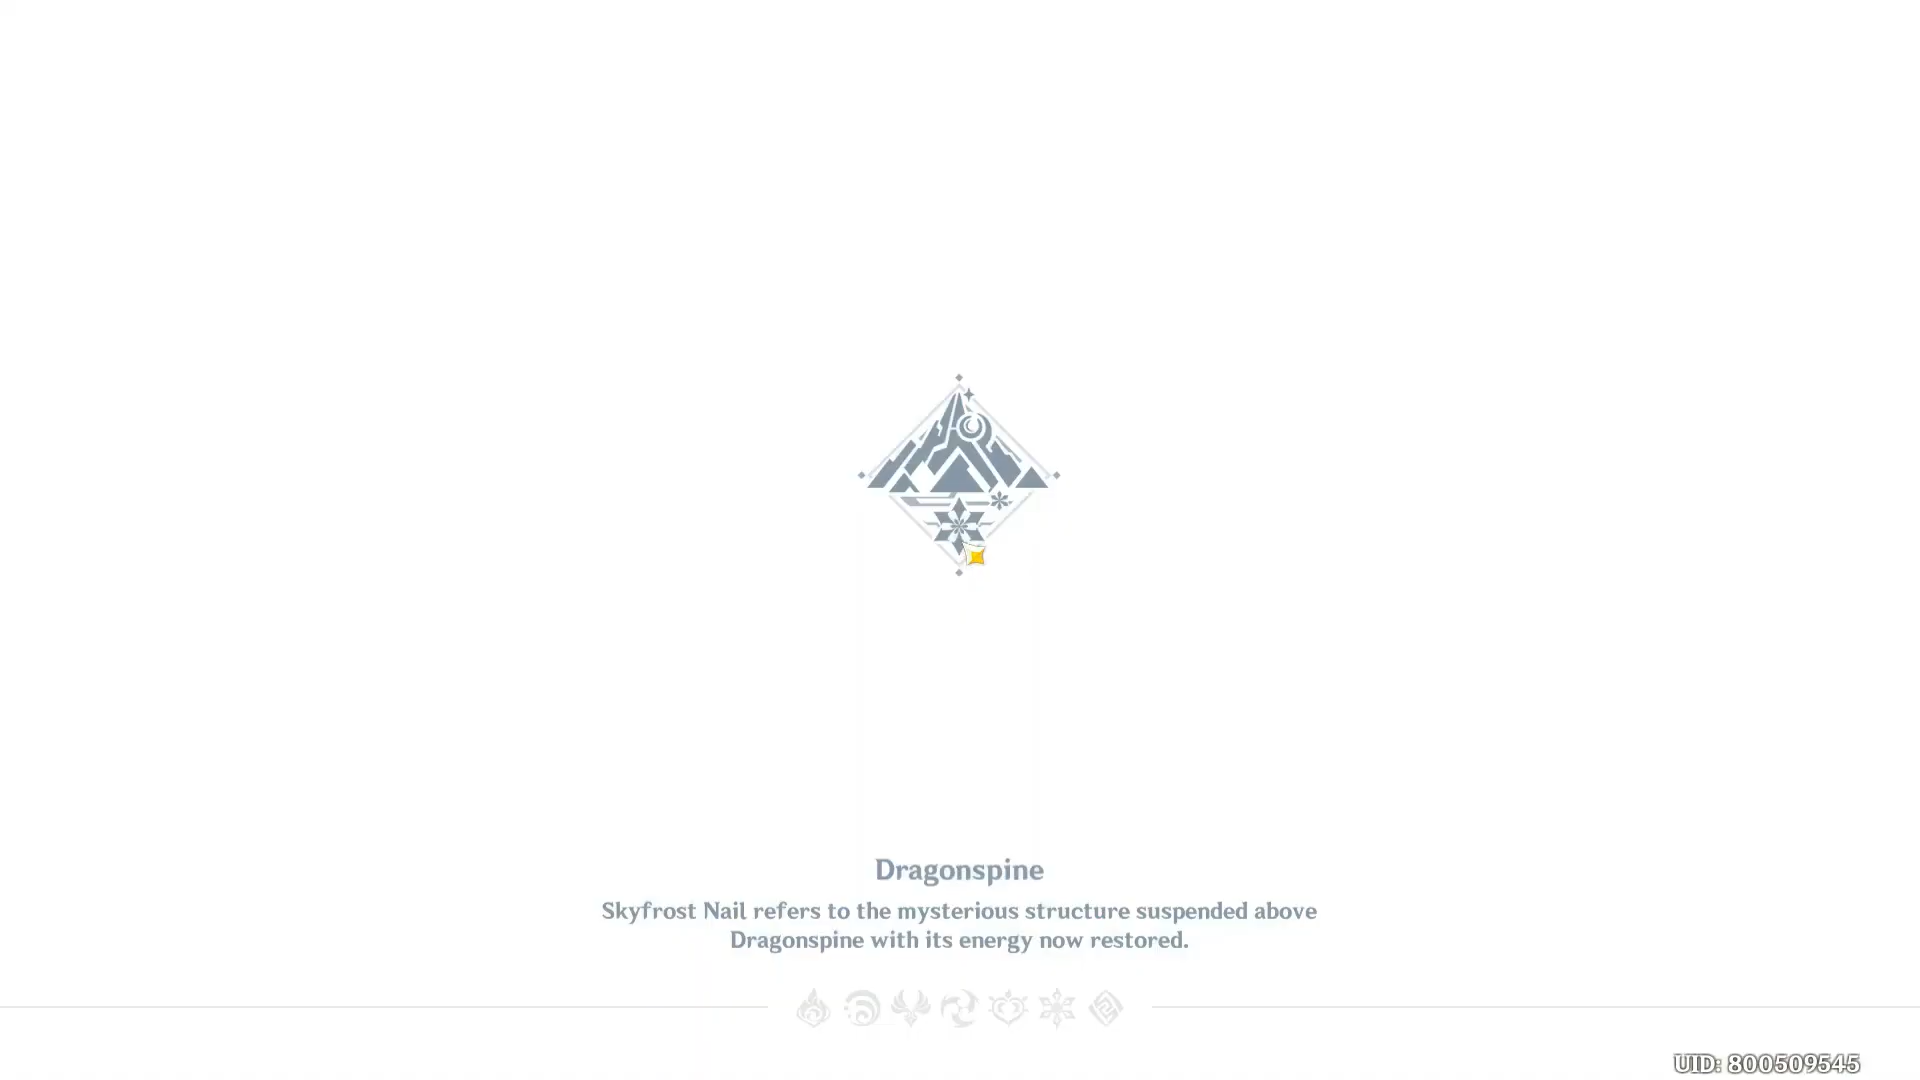 Dragonspine
Skyfrost Nail refers to the mysterious structure suspended above
Dragonspine with its energy now restored.
UID: 800509545